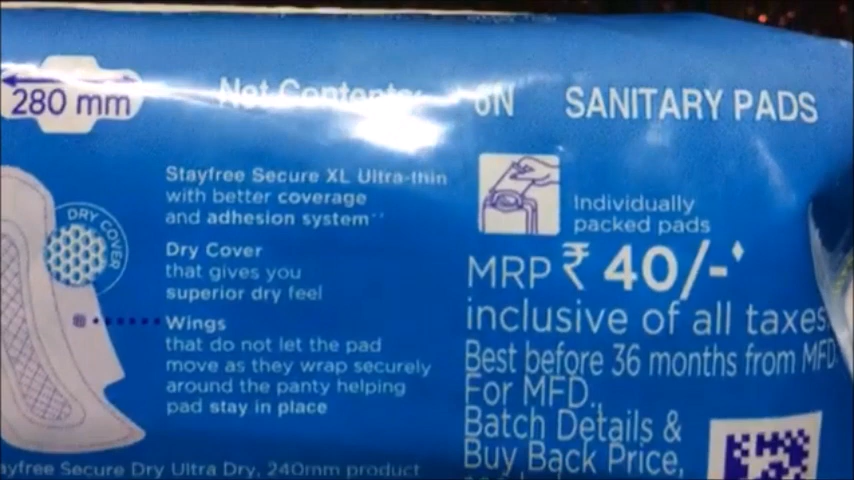 280 mm
Net Contents: 6N SANITARY PADS
Stayfree Secure XL Ultra-thin
with better coverage
and adhesion system
DRY COVER
Dry Cover
that gives you
superior dry feel
Wings
that do not let the pad
move as they wrap securely
around the panty helping
pad stay in place
Individually
packed pads
MRP ₹ 40/-♦
inclusive of all taxes.
Best before 36 months from MFD.
For MFD.,
Batch Details &
Buy Back Price,
Secure Dry Ultra Dry, 240mm product